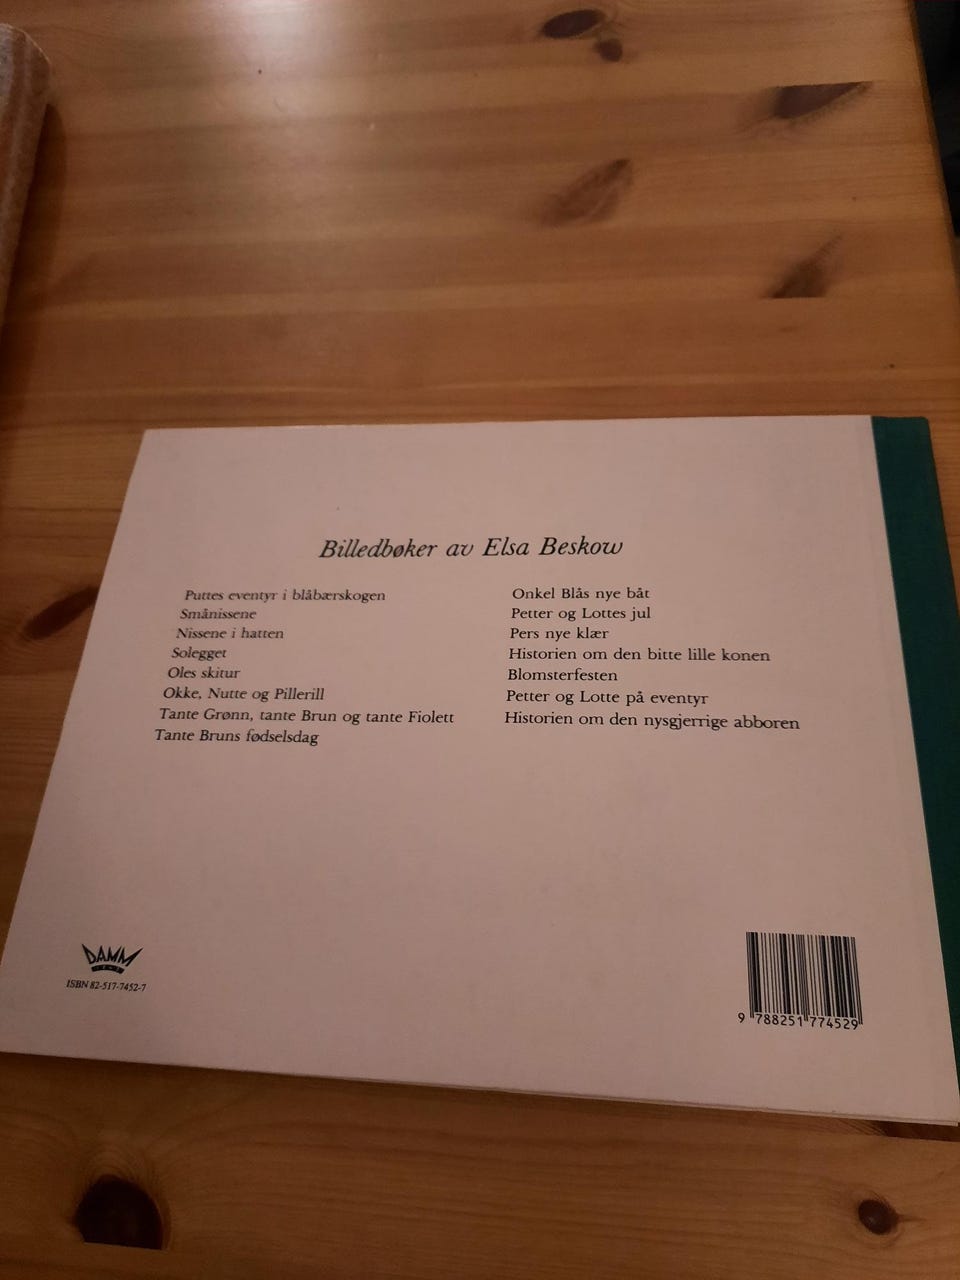 Billedbøker av Elsa Beskow
Puttes eventyr i blåbærskogen
Smånissene
Nissene i hatten
Solegget
Oles skitur
Okke, Nutte og Pillerill
Tante Grønn, tante Brun og tante Fiolett
Tante Bruns fødselsdag
Onkel Blås nye båt
Petter og Lottes jul
Pers nye klær
Historien om den bitte lille konen
Blomsterfesten
Petter og Lotte på eventyr
Historien om den nysgjerrige abboren
DAMM
ISBN 82-517-7452-7
9 788251 774529